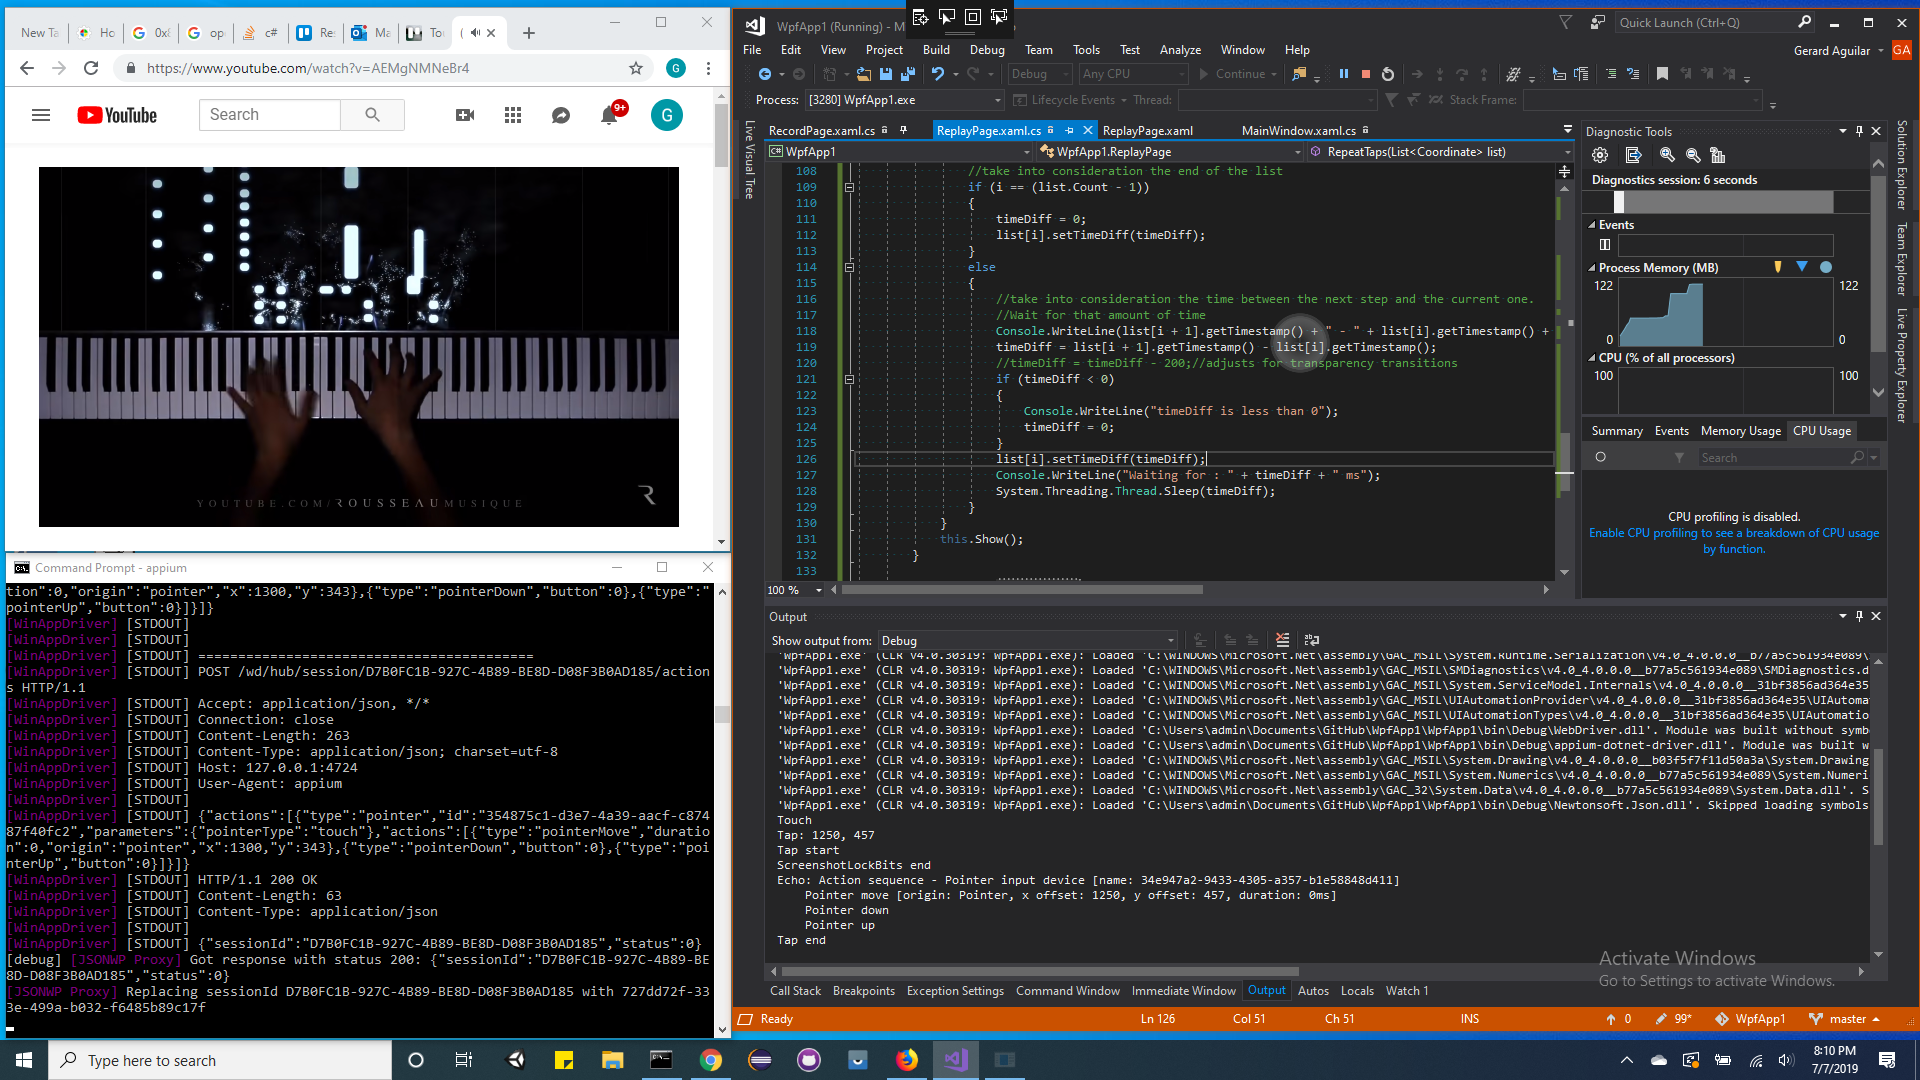 New Ta
Ho
0x8
op
c#
Re
Ma
Tou
https://www.youtube.com/watch?v=AEMgNMNeBr4
G
YouTube
Search
9+
G
YOUTUBE.COM/ROUSSEAUMUSIQUE
R
Command Prompt - appium
tion":0,"origin":"pointer","x":1300,"y":343},{"type":"pointerDown","button":0},{"type":"
pointerUp","button":0}]}]}
[WinAppDriver] [STDOUT]
[WinAppDriver] [STDOUT]
[WinAppDriver] [STDOUT] ==========================================
[WinAppDriver] [STDOUT] POST /wd/hub/session/D7B0FC1B-927C-4B89-BE8D-D08F3B0AD185/action
s HTTP/1.1
[WinAppDriver] [STDOUT] Accept: application/json, */*
[WinAppDriver] [STDOUT] Connection: close
[WinAppDriver] [STDOUT] Content-Length: 263
[WinAppDriver] [STDOUT] Content-Type: application/json; charset=utf-8
[WinAppDriver] [STDOUT] Host: 127.0.0.1:4724
[WinAppDriver] [STDOUT] User-Agent: appium
[WinAppDriver] [STDOUT]
[WinAppDriver] [STDOUT] {"actions":[{"type":"pointer","id":"354875c1-d3e7-4a39-aacf-c874
87f40fc2","parameters":{"pointerType":"touch"},"actions":[{"type":"pointerMove","duratio
n":0,"origin":"pointer","x":1300,"y":343},{"type":"pointerDown","button":0},{"type":"poi
nterUp","button":0}]}]}
[WinAppDriver] [STDOUT] HTTP/1.1 200 OK
[WinAppDriver] [STDOUT] Content-Length: 63
[WinAppDriver] [STDOUT] Content-Type: application/json
[WinAppDriver] [STDOUT]
[WinAppDriver] [STDOUT] {"sessionId":"D7B0FC1B-927C-4B89-BE8D-D08F3B0AD185","status":0}
[debug] [JSONWP Proxy] Got response with status 200: {"sessionId":"D7B0FC1B-927C-4B89-BE
8D-D08F3B0AD185","status":0}
[JSONWP Proxy] Replacing sessionId D7B0FC1B-927C-4B89-BE8D-D08F3B0AD185 with 727dd72f-33
3e-499a-b032-f6485b89c17f
WpfApp1 (Running) - M
Quick Launch (Ctrl+Q)
File Edit View Project Build Debug Team Tools Test Analyze Window Help
Gerard Aguilar GA
Debug Any CPU Continue
Process: [3280] WpfApp1.exe Lifecycle Events Thread: Stack Frame:
Live Visual Tree
RecordPage.xaml.cs ReplayPage.xaml.cs ReplayPage.xaml MainWindow.xaml.cs
C# WpfApp1 WpfApp1.ReplayPage RepeatTaps(List<Coordinate> list)
108 //take into consideration the end of the list
109 if (i == (list.Count - 1))
110 {
111 timeDiff = 0;
112 list[i].setTimeDiff(timeDiff);
113 }
114 else
115 {
116 //take into consideration the time between the next step and the current one.
117 //Wait for that amount of time
118 Console.WriteLine(list[i + 1].getTimestamp() + " - " + list[i].getTimestamp() +
119 timeDiff = list[i + 1].getTimestamp() - list[i].getTimestamp();
120 //timeDiff = timeDiff - 200;//adjusts for transparency transitions
121 if (timeDiff < 0)
122 {
123 Console.WriteLine("timeDiff is less than 0");
124 timeDiff = 0;
125 }
126 list[i].setTimeDiff(timeDiff);
127 Console.WriteLine("Waiting for : " + timeDiff + " ms");
128 System.Threading.Thread.Sleep(timeDiff);
129 }
130 }
131 this.Show();
132 }
133
100 %
Diagnostic Tools
Diagnostics session: 6 seconds
Events
Process Memory (MB)
122 122
0 0
CPU (% of all processors)
100 100
Summary Events Memory Usage CPU Usage
Search
CPU profiling is disabled.
Enable CPU profiling to see a breakdown of CPU usage
by function.
Solution Explorer
Team Explorer
Live Property Explorer
Output
Show output from: Debug
'WpfApp1.exe' (CLR v4.0.30319: WpfApp1.exe): Loaded 'C:\WINDOWS\Microsoft.Net\assembly\GAC_MSIL\System.Runtime.Serialization\v4.0_4.0.0.0__b77a5c561934e089\
'WpfApp1.exe' (CLR v4.0.30319: WpfApp1.exe): Loaded 'C:\WINDOWS\Microsoft.Net\assembly\GAC_MSIL\SMDiagnostics\v4.0_4.0.0.0__b77a5c561934e089\SMDiagnostics.d
'WpfApp1.exe' (CLR v4.0.30319: WpfApp1.exe): Loaded 'C:\WINDOWS\Microsoft.Net\assembly\GAC_MSIL\System.ServiceModel.Internals\v4.0_4.0.0.0__31bf3856ad364e35
'WpfApp1.exe' (CLR v4.0.30319: WpfApp1.exe): Loaded 'C:\WINDOWS\Microsoft.Net\assembly\GAC_MSIL\UIAutomationProvider\v4.0_4.0.0.0__31bf3856ad364e35\UIAutoma
'WpfApp1.exe' (CLR v4.0.30319: WpfApp1.exe): Loaded 'C:\WINDOWS\Microsoft.Net\assembly\GAC_MSIL\UIAutomationTypes\v4.0_4.0.0.0__31bf3856ad364e35\UIAutomatio
'WpfApp1.exe' (CLR v4.0.30319: WpfApp1.exe): Loaded 'C:\Users\admin\Documents\GitHub\WpfApp1\WpfApp1\bin\Debug\WebDriver.dll'. Module was built without symb
'WpfApp1.exe' (CLR v4.0.30319: WpfApp1.exe): Loaded 'C:\Users\admin\Documents\GitHub\WpfApp1\WpfApp1\bin\Debug\appium-dotnet-driver.dll'. Module was built w
'WpfApp1.exe' (CLR v4.0.30319: WpfApp1.exe): Loaded 'C:\WINDOWS\Microsoft.Net\assembly\GAC_MSIL\System.Drawing\v4.0_4.0.0.0__b03f5f7f11d50a3a\System.Drawing
'WpfApp1.exe' (CLR v4.0.30319: WpfApp1.exe): Loaded 'C:\WINDOWS\Microsoft.Net\assembly\GAC_MSIL\System.Numerics\v4.0_4.0.0.0__b77a5c561934e089\System.Numeri
'WpfApp1.exe' (CLR v4.0.30319: WpfApp1.exe): Loaded 'C:\WINDOWS\Microsoft.Net\assembly\GAC_32\System.Data\v4.0_4.0.0.0__b77a5c561934e089\System.Data.dll'. S
'WpfApp1.exe' (CLR v4.0.30319: WpfApp1.exe): Loaded 'C:\Users\admin\Documents\GitHub\WpfApp1\WpfApp1\bin\Debug\Newtonsoft.Json.dll'. Skipped loading symbols
Touch
Tap: 1250, 457
Tap start
ScreenshotLockBits end
Echo: Action sequence - Pointer input device [name: 34e947a2-9433-4305-a357-b1e58848d411]
Pointer move [origin: Pointer, x offset: 1250, y offset: 457, duration: 0ms]
Pointer down
Pointer up
Tap end
Activate Windows
Go to Settings to activate Windows.
Call Stack Breakpoints Exception Settings Command Window Immediate Window Output Autos Locals Watch 1
Ready Ln 126 Col 51 Ch 51 INS 0 99* WpfApp1 master
Type here to search
8:10 PM
7/7/2019